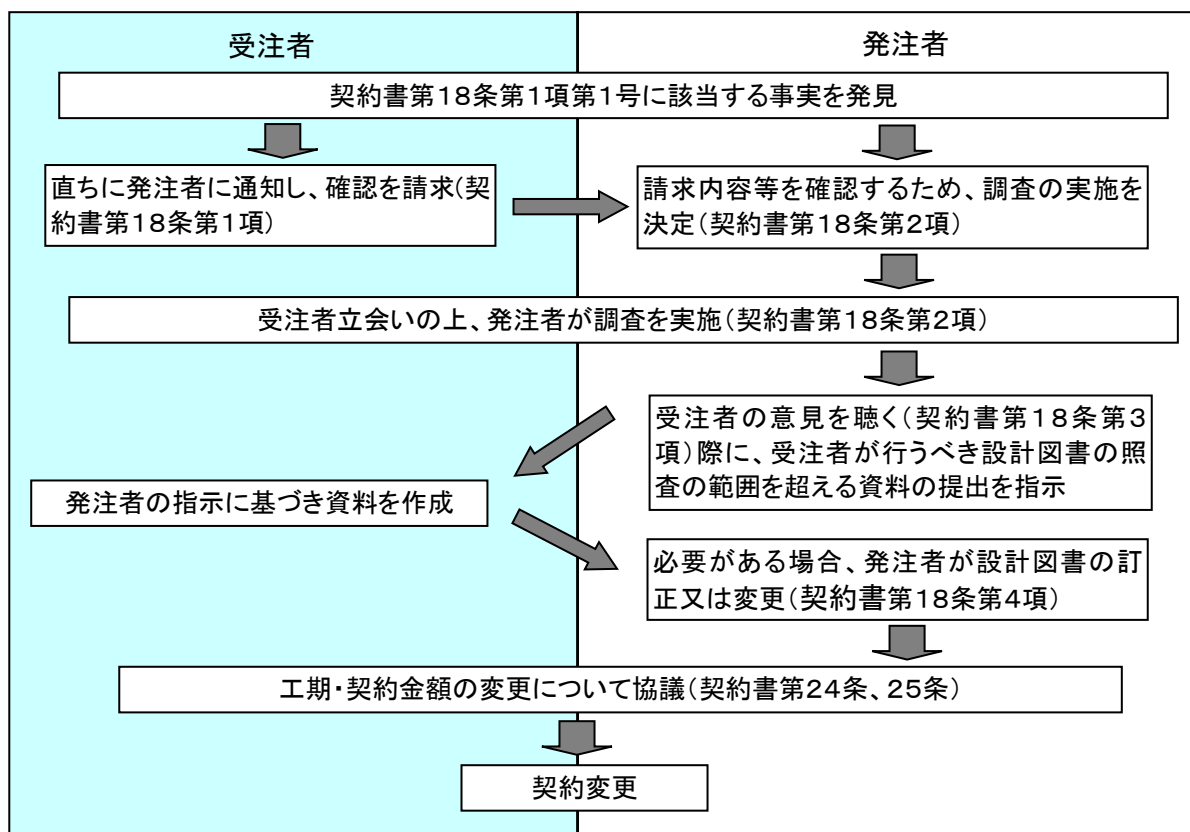 受注者
発注者
契約書第18条第1項第1号に該当する事実を発見
直ちに発注者に通知し、確認を請求(契
約書第18条第1項)
請求内容等を確認するため、調査の実施を
決定(契約書第18条第2項)
受注者立会いの上、発注者が調査を実施(契約書第18条第2項)
受注者の意見を聴く(契約書第18条第3
項)際に、受注者が行うべき設計図書の照
査の範囲を超える資料の提出を指示
発注者の指示に基づき資料を作成
必要がある場合、発注者が設計図書の訂
正又は変更(契約書第18条第4項)
工期・契約金額の変更について協議(契約書第24条、25条)
契約変更